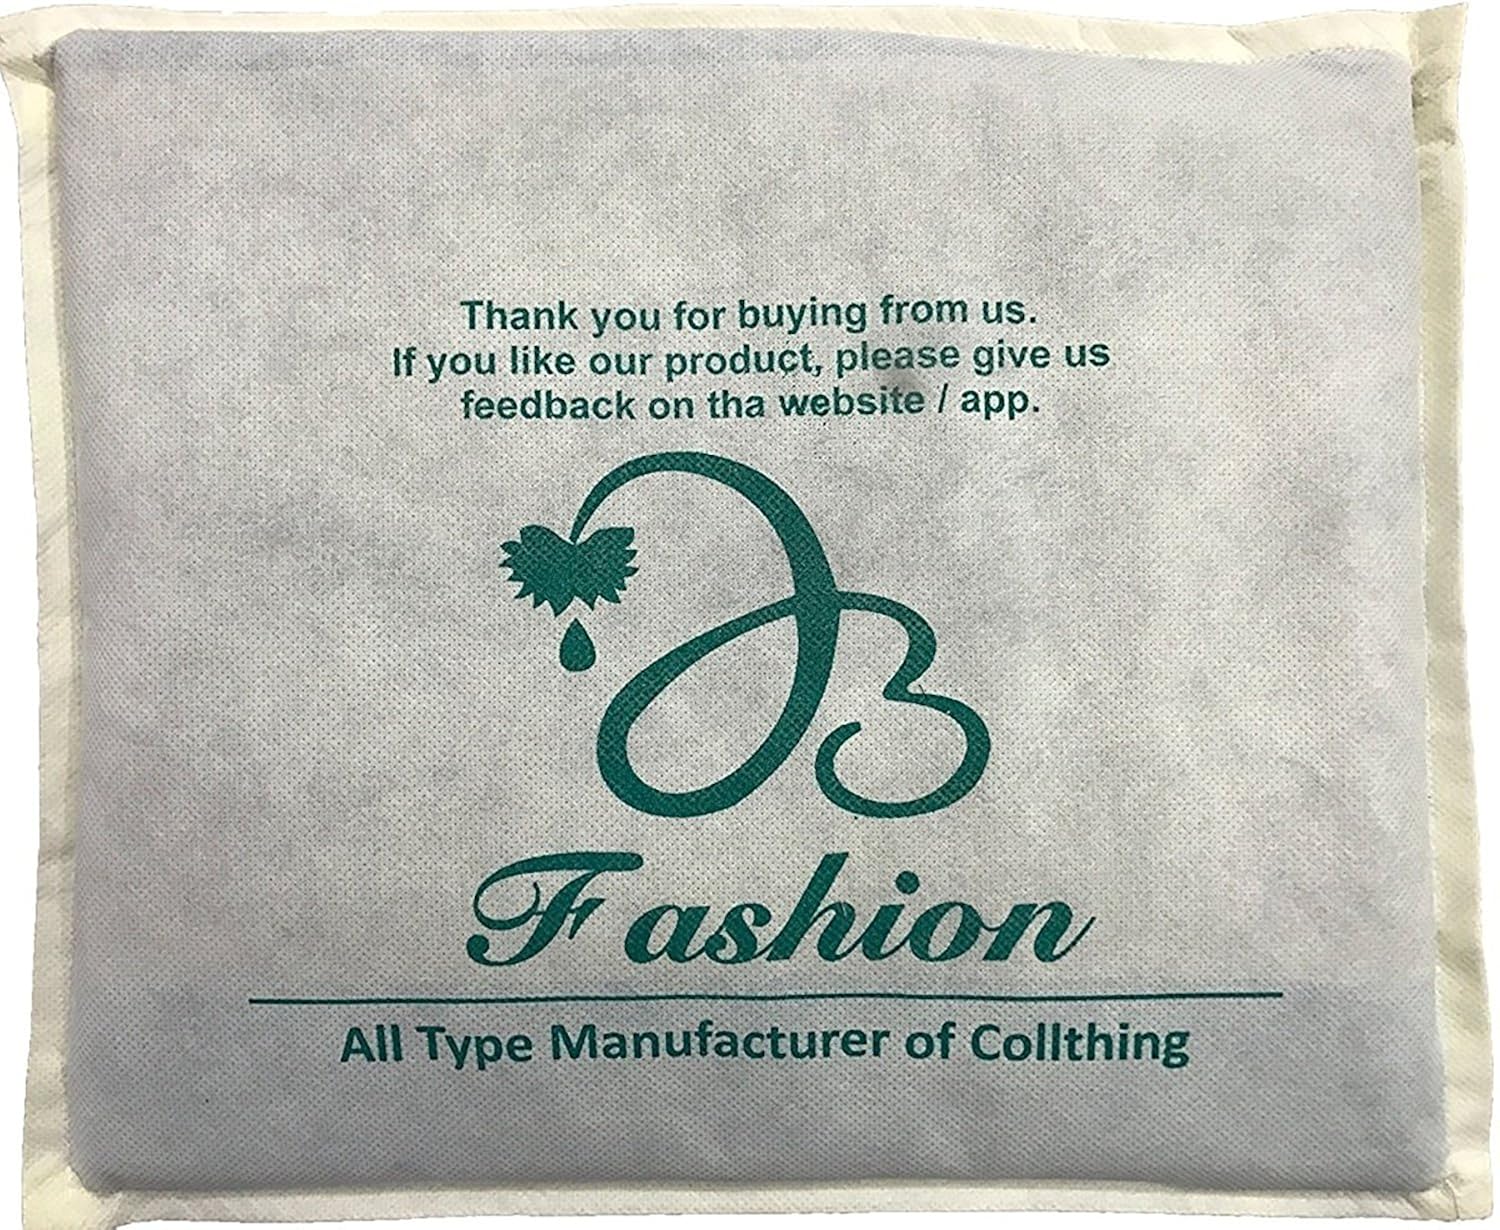 Thank you for buying from us.
If you like our product, please give us
feedback on tha website / app.
Fashion
All Type Manufacturer of Collthing